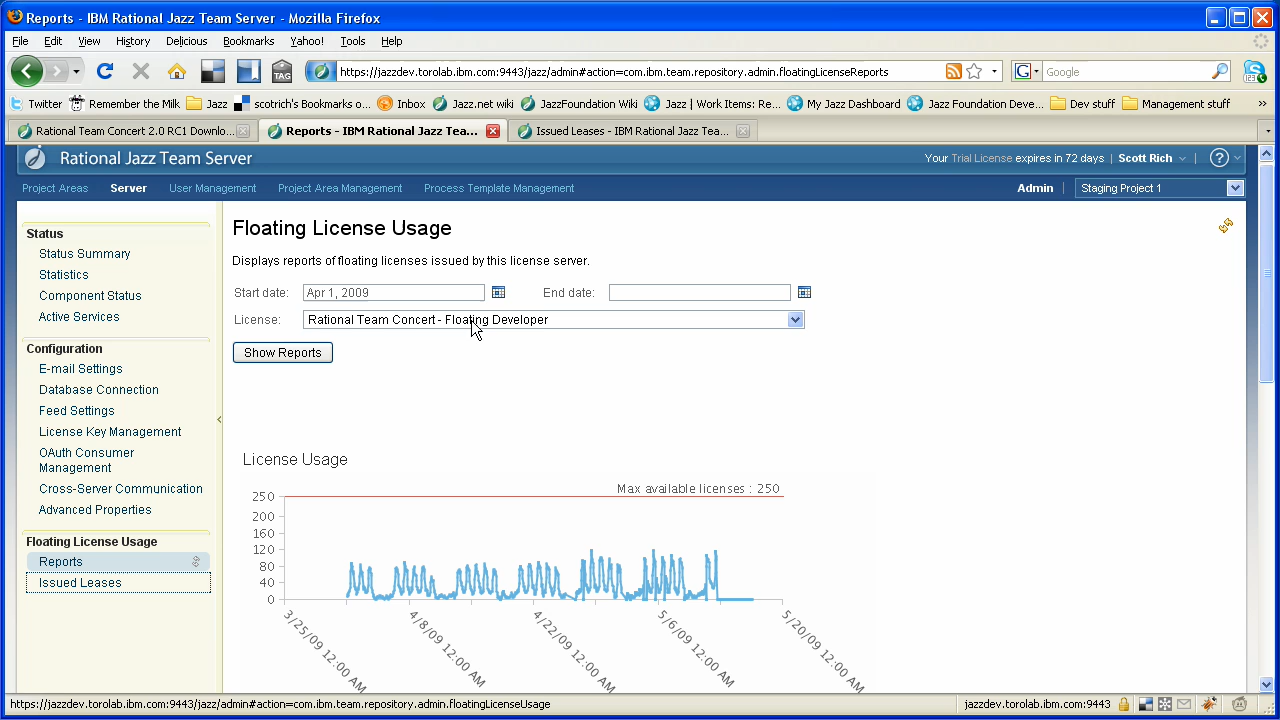 Reports - IBM Rational Jazz Team Server - Mozilla Firefox
File Edit View History Delicious Bookmarks Yahoo! Tools Help
TAG https://jazzdev.torolab.ibm.com:9443/jazz/admin#action=com.ibm.team.repository.admin.floatingLicenseReports G Google
Twitter Remember the Milk Jazz scotrich's Bookmarks o... Inbox Jazz.net wiki JazzFoundation Wiki Jazz | Work Items: Re... My Jazz Dashboard Jazz Foundation Deve... Dev stuff Management stuff »
Rational Team Concert 2.0 RC1 Downlo... Reports - IBM Rational Jazz Tea... Issued Leases - IBM Rational Jazz Tea...
Rational Jazz Team Server Your Trial License expires in 72 days | Scott Rich | ?
Project Areas Server User Management Project Area Management Process Template Management Admin | Staging Project 1
Status
Status Summary
Statistics
Component Status
Active Services
Configuration
E-mail Settings
Database Connection
Feed Settings
License Key Management
OAuth Consumer
Management
Cross-Server Communication
Advanced Properties
Floating License Usage
Reports
Issued Leases
Floating License Usage
Displays reports of floating licenses issued by this license server.
Start date: Apr 1, 2009 End date:
License: Rational Team Concert - Floating Developer
Show Reports
License Usage
Max available licenses : 250
250
200
160
120
80
40
0
3/25/09 12:00 AM
4/8/09 12:00 AM
4/22/09 12:00 AM
5/6/09 12:00 AM
5/20/09 12:00 AM
https://jazzdev.torolab.ibm.com:9443/jazz/admin#action=com.ibm.team.repository.admin.floatingLicenseUsage jazzdev.torolab.ibm.com:9443